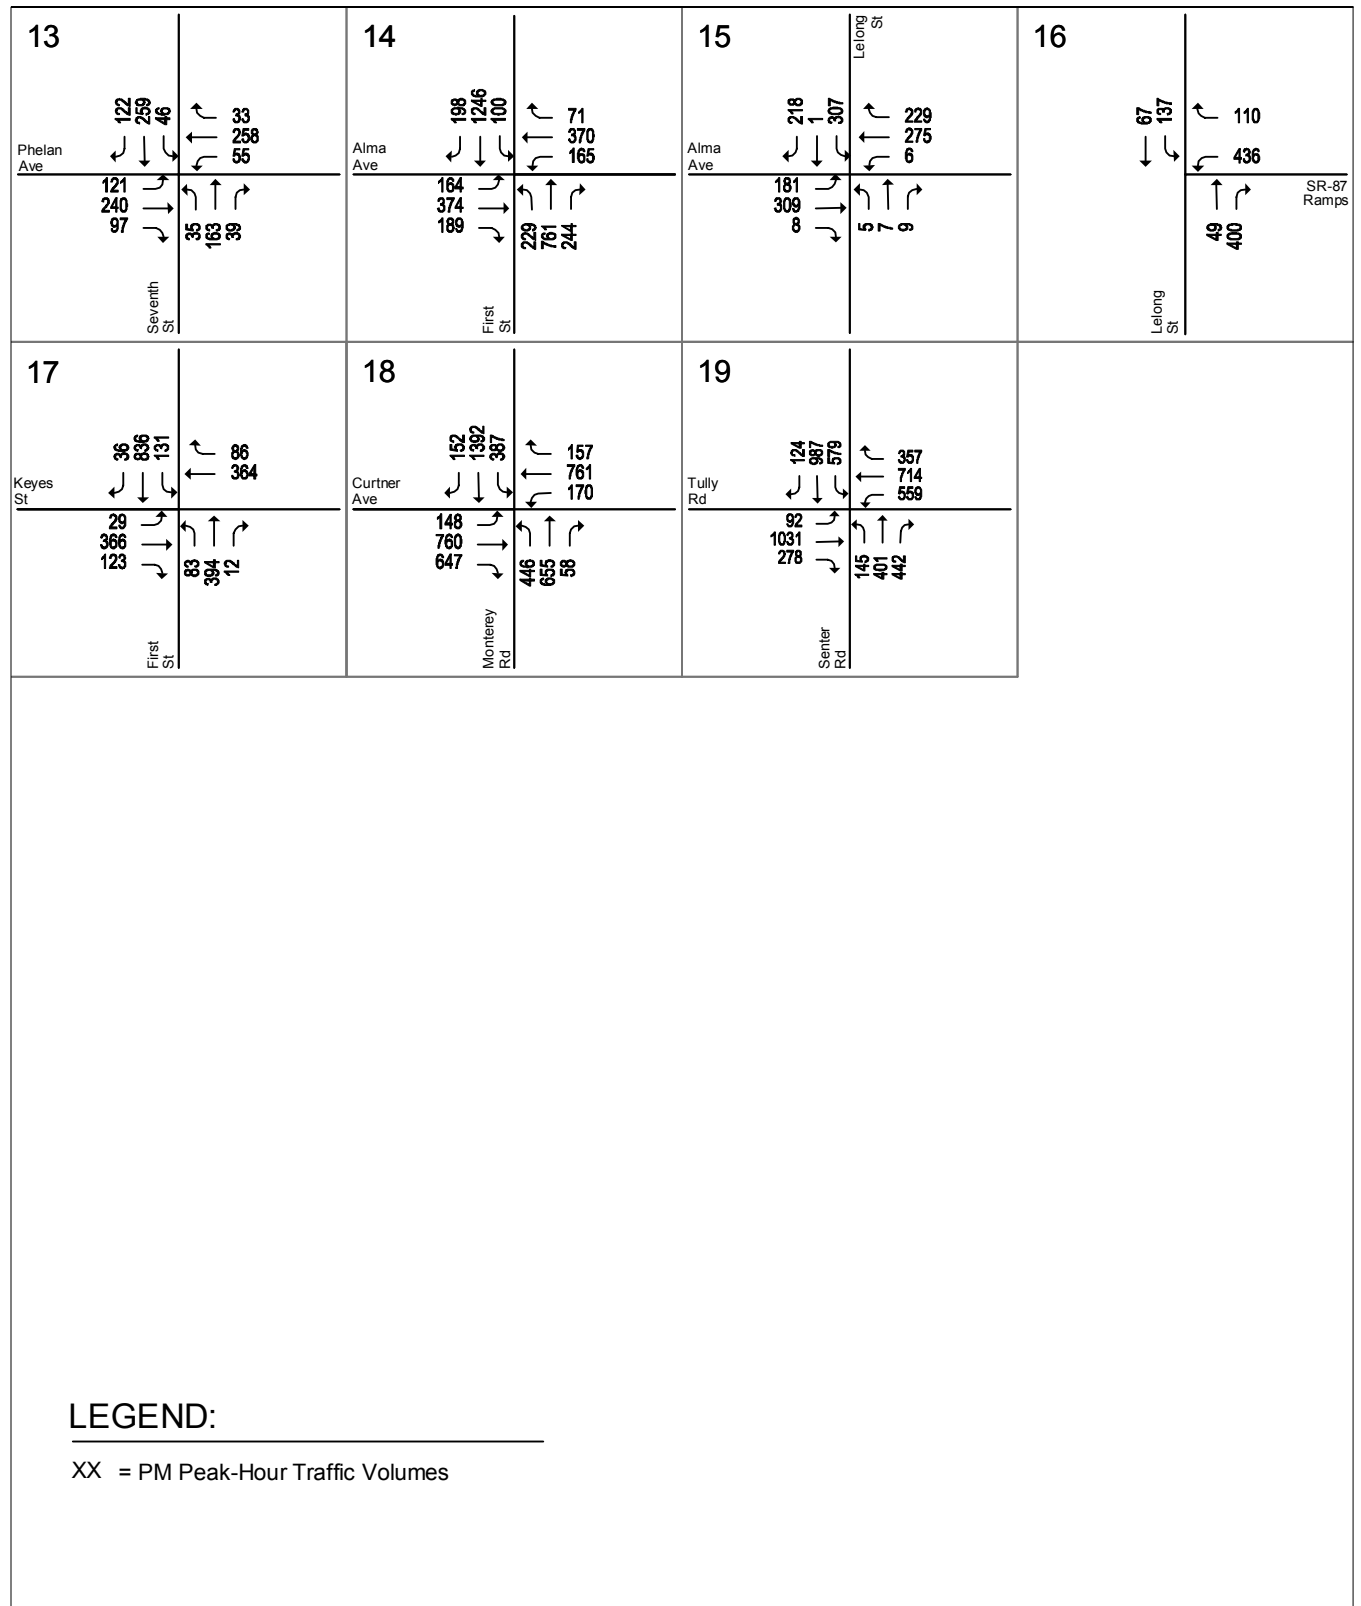 13
122
259
46
33
258
55
Phelan
Ave
121
240
97
35
163
39
Seventh
St
14
198
1246
100
71
370
165
Alma
Ave
164
374
189
229
761
244
First
St
15
Lelong
St
218
1
307
229
275
6
Alma
Ave
181
309
8
5
7
9
16
67
137
110
436
SR-87
Ramps
49
400
Lelong
St
17
36
836
131
86
364
Keyes
St
29
366
123
83
394
12
First
St
18
152
1392
387
157
761
170
Curtner
Ave
148
760
647
446
655
58
Monterey
Rd
19
124
987
579
357
714
559
Tully
Rd
92
1031
278
145
401
442
Senter
Rd
LEGEND:
XX = PM Peak-Hour Traffic Volumes